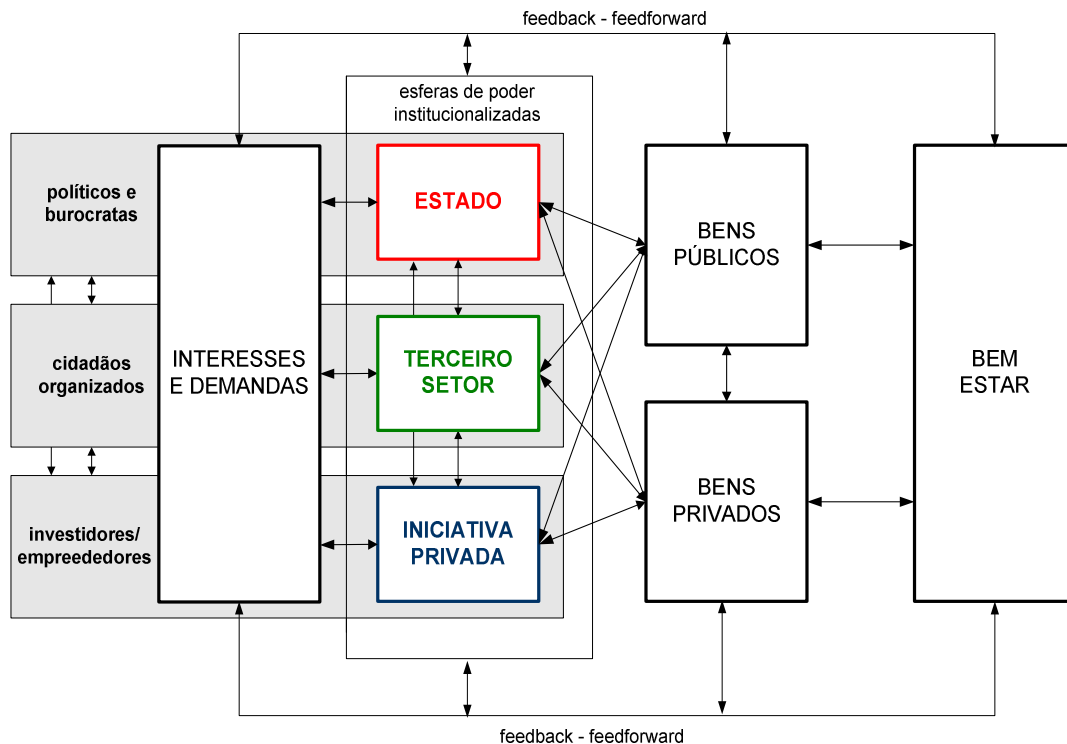 feedback - feedforward
esferas de poder
institucionalizadas
políticos e
burocratas
ESTADO
BENS
PÚBLICOS
cidadãos
organizados
INTERESSES
E DEMANDAS
TERCEIRO
SETOR
BEM
ESTAR
investidores/
empreededores
INICIATIVA
PRIVADA
BENS
PRIVADOS
feedback - feedforward